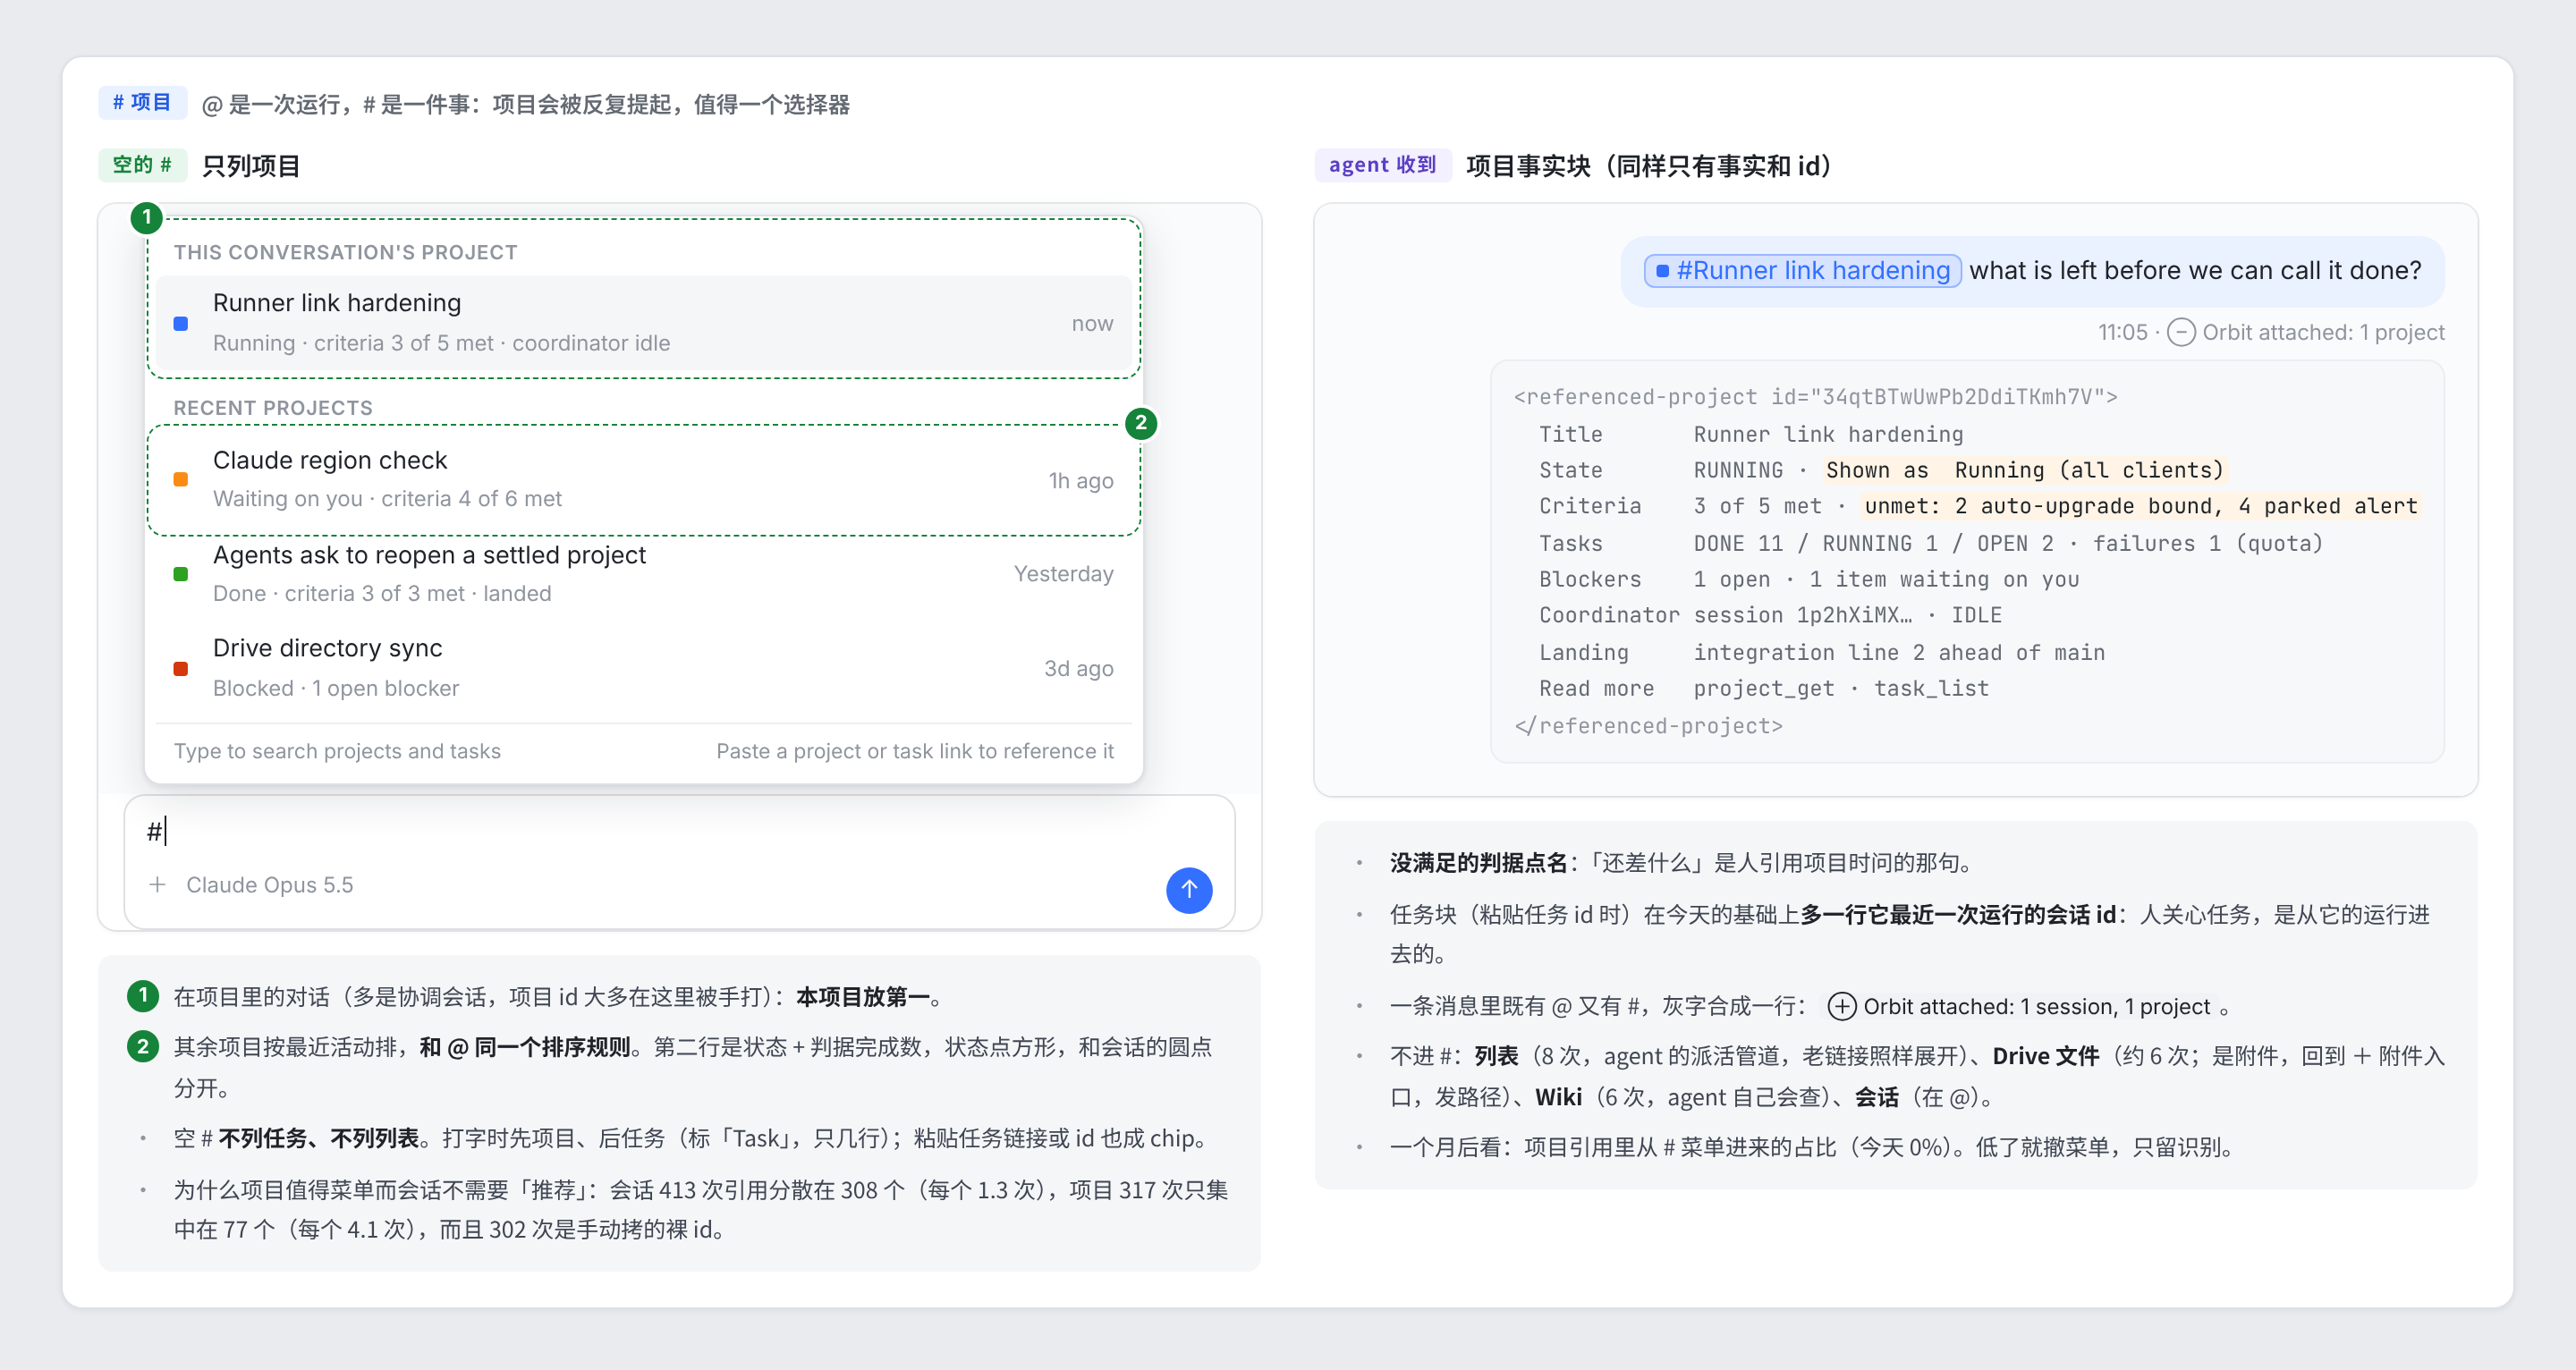 # 项目 @ 是一次运行，# 是一件事：项目会被反复提起，值得一个选择器
空的 # 只列项目
1
THIS CONVERSATION'S PROJECT
Runner link hardening
now
Running · criteria 3 of 5 met · coordinator idle
RECENT PROJECTS
2
Claude region check
1h ago
Waiting on you · criteria 4 of 6 met
Agents ask to reopen a settled project
Yesterday
Done · criteria 3 of 3 met · landed
Drive directory sync
3d ago
Blocked · 1 open blocker
Type to search projects and tasks
Paste a project or task link to reference it
#
+ Claude Opus 5.5
1 在项目里的对话（多是协调会话，项目 id 大多在这里被手打）：本项目放第一。
2 其余项目按最近活动排，和 @ 同一个排序规则。第二行是状态 + 判据完成数，状态点方形，和会话的圆点
分开。
· 空 # 不列任务、不列列表。打字时先项目、后任务（标「Task」，只几行）；粘贴任务链接或 id 也成 chip。
· 为什么项目值得菜单而会话不需要「推荐」：会话 413 次引用分散在 308 个（每个 1.3 次），项目 317 次只集
中在 77 个（每个 4.1 次），而且 302 次是手动拷的裸 id。
agent 收到 项目事实块（同样只有事实和 id）
#Runner link hardening what is left before we can call it done?
11:05 · Orbit attached: 1 project
<referenced-project id="34qtBTwUwPb2DdiTKmh7V">
Title Runner link hardening
State RUNNING · Shown as Running (all clients)
Criteria 3 of 5 met · unmet: 2 auto-upgrade bound, 4 parked alert
Tasks DONE 11 / RUNNING 1 / OPEN 2 · failures 1 (quota)
Blockers 1 open · 1 item waiting on you
Coordinator session 1p2hXiMX… · IDLE
Landing integration line 2 ahead of main
Read more project_get · task_list
</referenced-project>
· 没满足的判据点名：「还差什么」是人引用项目时问的那句。
· 任务块（粘贴任务 id 时）在今天的基础上多一行它最近一次运行的会话 id：人关心任务，是从它的运行进
去的。
· 一条消息里既有 @ 又有 #，灰字合成一行： Orbit attached: 1 session, 1 project 。
· 不进 #：列表（8 次，agent 的派活管道，老链接照样展开）、Drive 文件（约 6 次；是附件，回到 ＋ 附件入
口，发路径）、Wiki（6 次，agent 自己会查）、会话（在 @）。
· 一个月后看：项目引用里从 # 菜单进来的占比（今天 0%）。低了就撤菜单，只留识别。